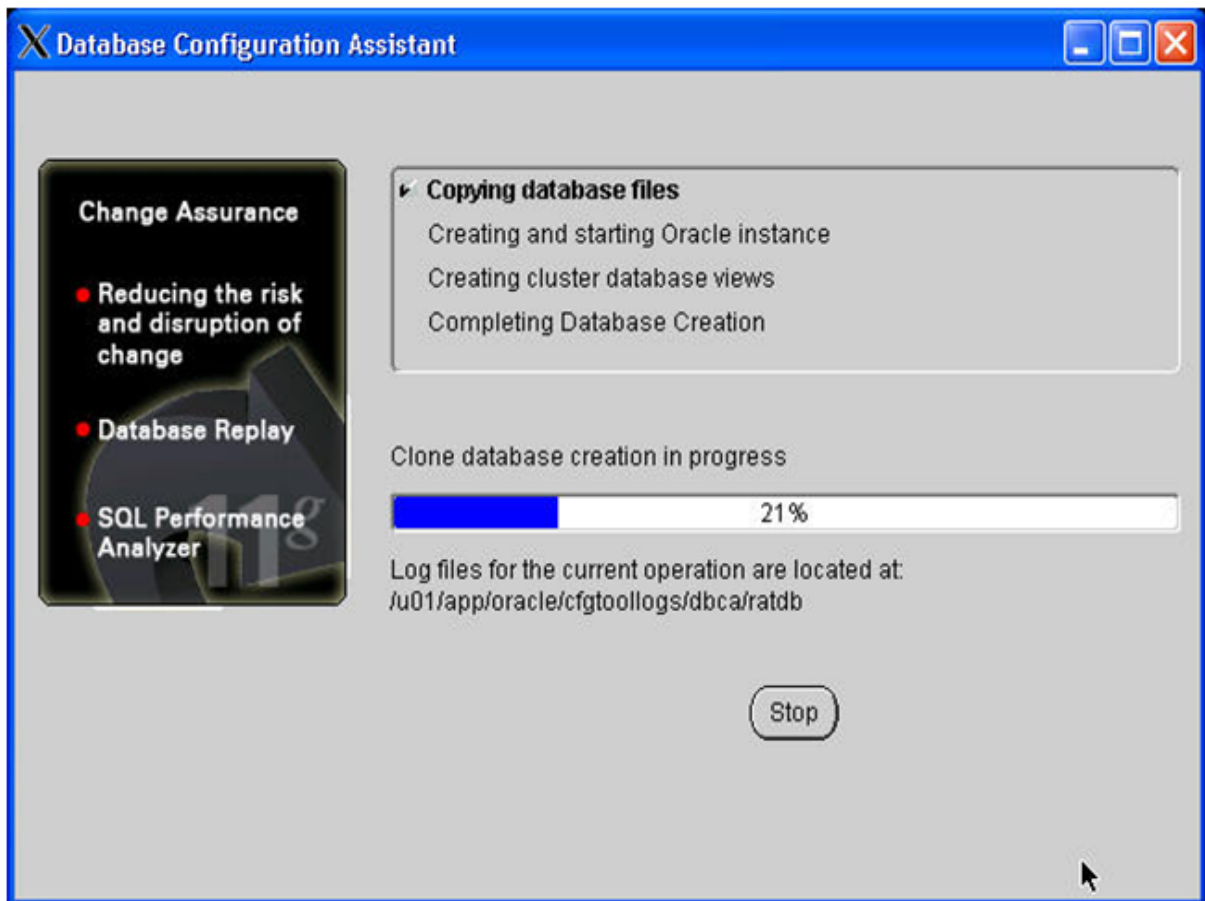 Database Configuration Assistant
Change Assurance
Reducing the risk
and disruption of
change
Database Replay
SQL Performance
Analyzer
11g
Copying database files
Creating and starting Oracle instance
Creating cluster database views
Completing Database Creation
Clone database creation in progress
21%
Log files for the current operation are located at:
/u01/app/oracle/cfgtoollogs/dbca/ratdb
Stop